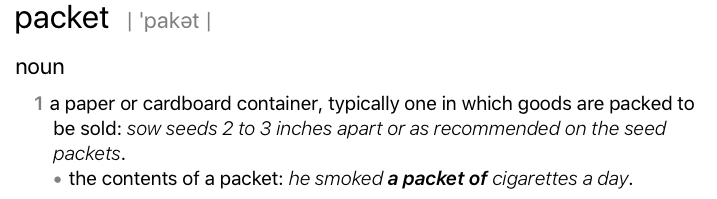 packet | ˈpakət |
noun
1 a paper or cardboard container, typically one in which goods are packed to
be sold: sow seeds 2 to 3 inches apart or as recommended on the seed
packets.
• the contents of a packet: he smoked a packet of cigarettes a day.